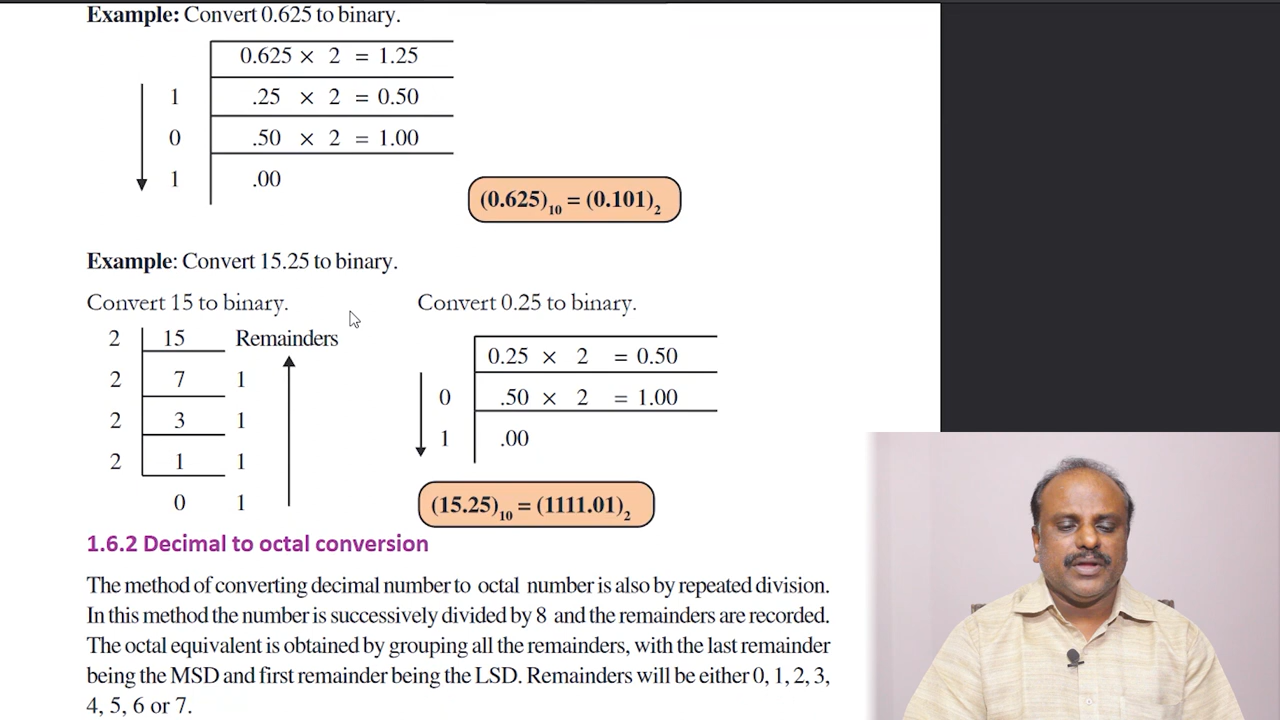 Example: Convert 0.625 to binary.
0.625 × 2 = 1.25
1 .25 × 2 = 0.50
0 .50 × 2 = 1.00
1 .00
(0.625)10 = (0.101)2
Example: Convert 15.25 to binary.
Convert 15 to binary.
2 15 Remainders
2 7 1
2 3 1
2 1 1
0 1
Convert 0.25 to binary.
0.25 × 2 = 0.50
0 .50 × 2 = 1.00
1 .00
(15.25)10 = (1111.01)2
1.6.2 Decimal to octal conversion
The method of converting decimal number to octal number is also by repeated division.
In this method the number is successively divided by 8 and the remainders are recorded.
The octal equivalent is obtained by grouping all the remainders, with the last remainder
being the MSD and first remainder being the LSD. Remainders will be either 0, 1, 2, 3,
4, 5, 6 or 7.